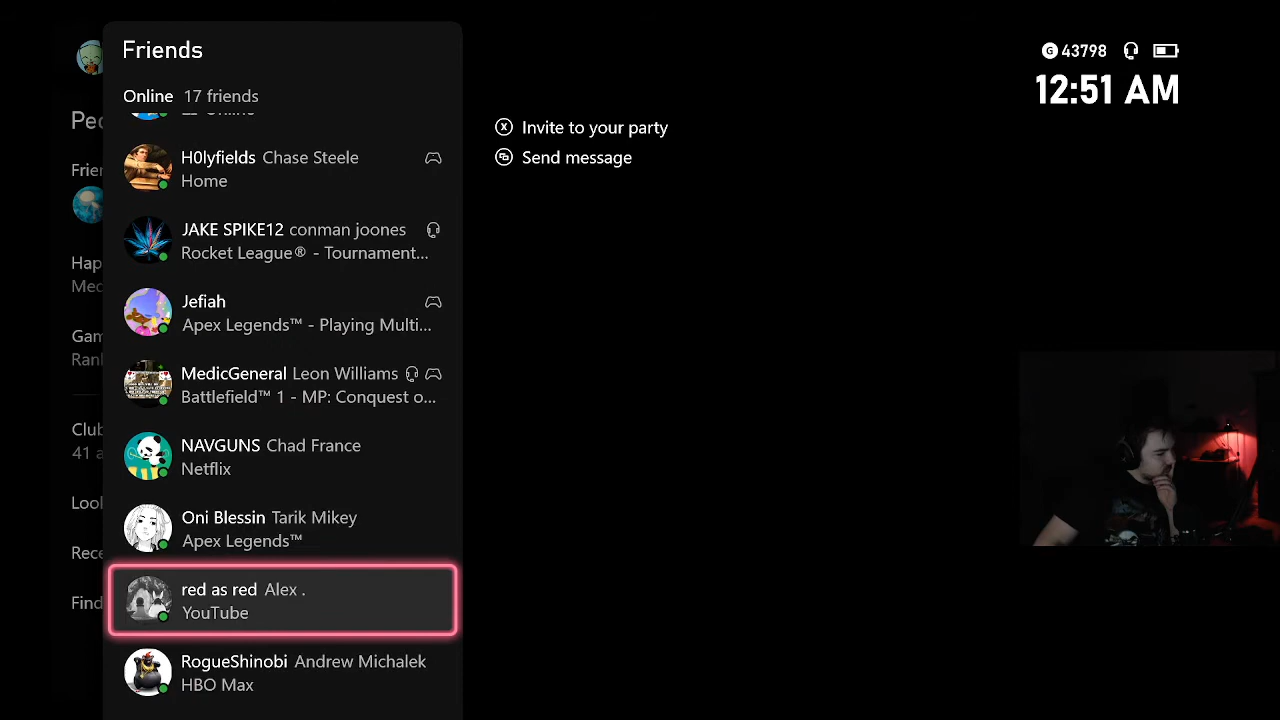 Friends
Online 17 friends
Online
H0lyfields Chase Steele
Home
JAKE SPIKE12 conman joones
Rocket League® - Tournament...
Jefiah
Apex Legends™ - Playing Multi...
MedicGeneral Leon Williams
Battlefield™ 1 - MP: Conquest o...
NAVGUNS Chad France
Netflix
Oni Blessin Tarik Mikey
Apex Legends™
red as red Alex .
YouTube
RogueShinobi Andrew Michalek
HBO Max
Invite to your party
Send message
G 43798
12:51 AM